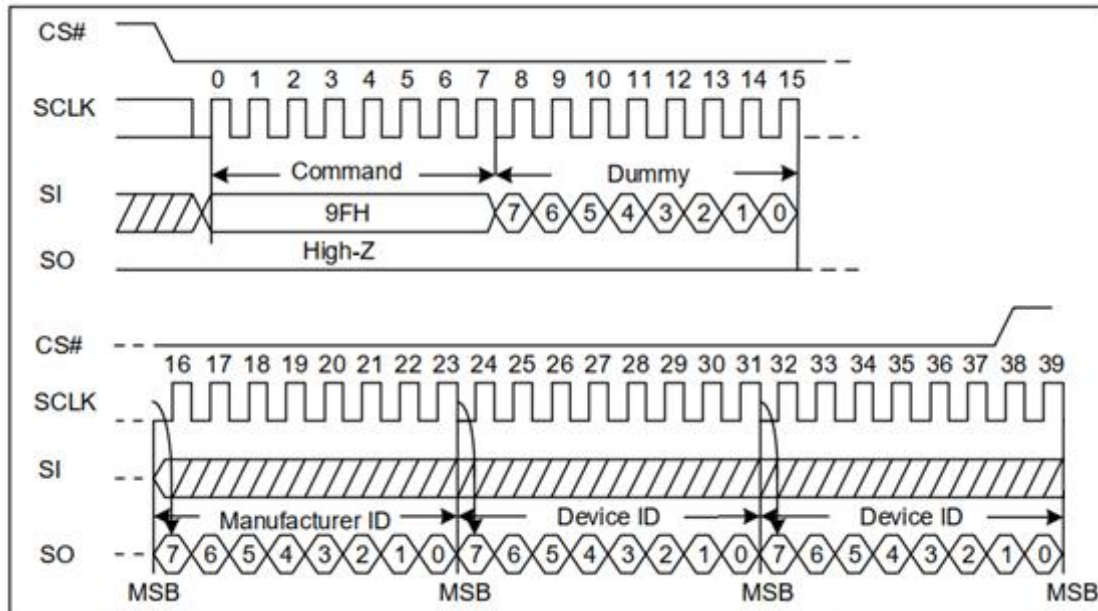 CS#
0 1 2 3 4 5 6 7 8 9 10 11 12 13 14 15
SCLK
Command Dummy
SI
9FH 7 6 5 4 3 2 1 0
High-Z
SO
CS#
16 17 18 19 20 21 22 23 24 25 26 27 28 29 30 31 32 33 34 35 36 37 38 39
SCLK
SI
Manufacturer ID Device ID Device ID
SO 7 6 5 4 3 2 1 0 7 6 5 4 3 2 1 0 7 6 5 4 3 2 1 0
MSB MSB MSB MSB